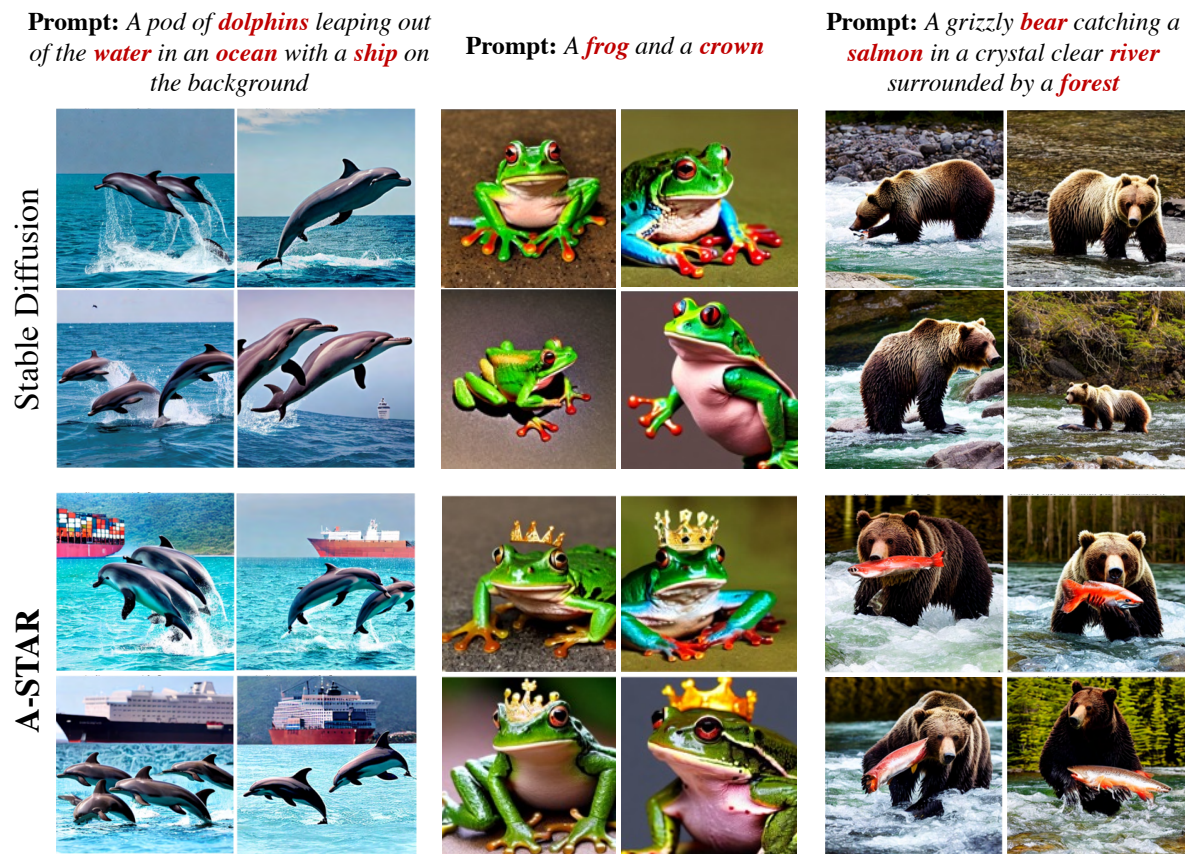 Prompt: A pod of dolphins leaping out
of the water in an ocean with a ship on
the background
Prompt: A frog and a crown
Prompt: A grizzly bear catching a
salmon in a crystal clear river
surrounded by a forest
Stable Diffusion
A-STAR